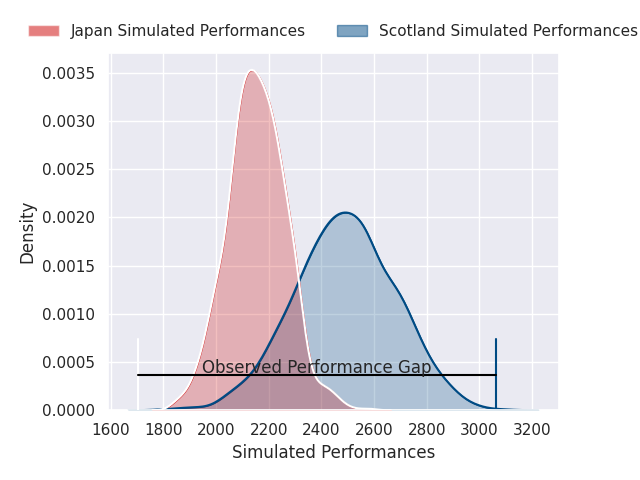 Japan Simulated Performances Scotland Simulated Performances
0.0035
0.0030
0.0025
0.0020
0.0015
0.0010
0.0005
0.0000
Density
Observed Performance Gap
1600 1800 2000 2200 2400 2600 2800 3000 3200
Simulated Performances